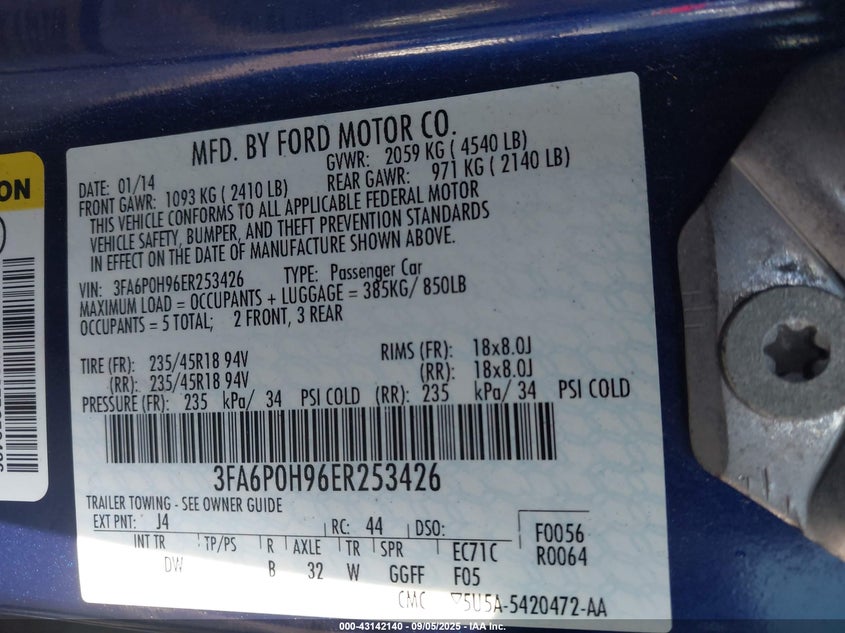 ON
MFD. BY FORD MOTOR CO.
DATE: 01/14 GVWR: 2059 KG ( 4540 LB)
FRONT GAWR: 1093 KG ( 2410 LB) REAR GAWR: 971 KG ( 2140 LB)
THIS VEHICLE CONFORMS TO ALL APPLICABLE FEDERAL MOTOR
VEHICLE SAFETY, BUMPER, AND THEFT PREVENTION STANDARDS
IN EFFECT ON THE DATE OF MANUFACTURE SHOWN ABOVE.
VIN: 3FA6P0H96ER253426 TYPE: Passenger Car
MAXIMUM LOAD = OCCUPANTS + LUGGAGE = 385KG/ 850LB
OCCUPANTS = 5 TOTAL; 2 FRONT, 3 REAR
TIRE (FR): 235/45R18 94V RIMS (FR): 18x8.0J
(RR): 235/45R18 94V (RR): 18x8.0J
PRESSURE (FR): 235 kPa/ 34 PSI COLD (RR): 235 kPa/ 34 PSI COLD
3FA6P0H96ER253426
TRAILER TOWING - SEE OWNER GUIDE
EXT PNT: J4 RC: 44 DSO: F0056
INT TR TP/PS R AXLE TR SPR EC71C R0064
DW B 32 W GGFF F05
CMC 5U5A-5420472-AA
000-43142140 - 09/05/2025 - IAA Inc.